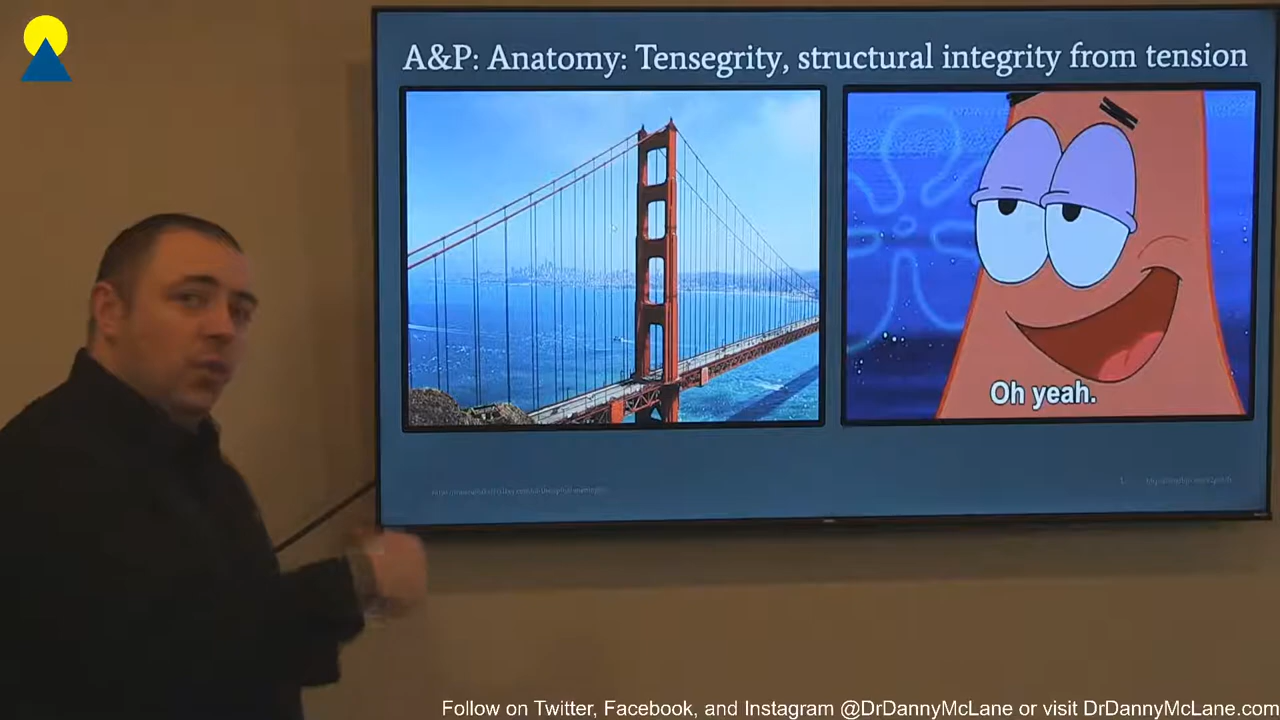 A&P: Anatomy: Tensegrity, structural integrity from tension
Oh yeah.
Follow on Twitter, Facebook, and Instagram @DrDannyMcLane or visit DrDannyMcLane.com